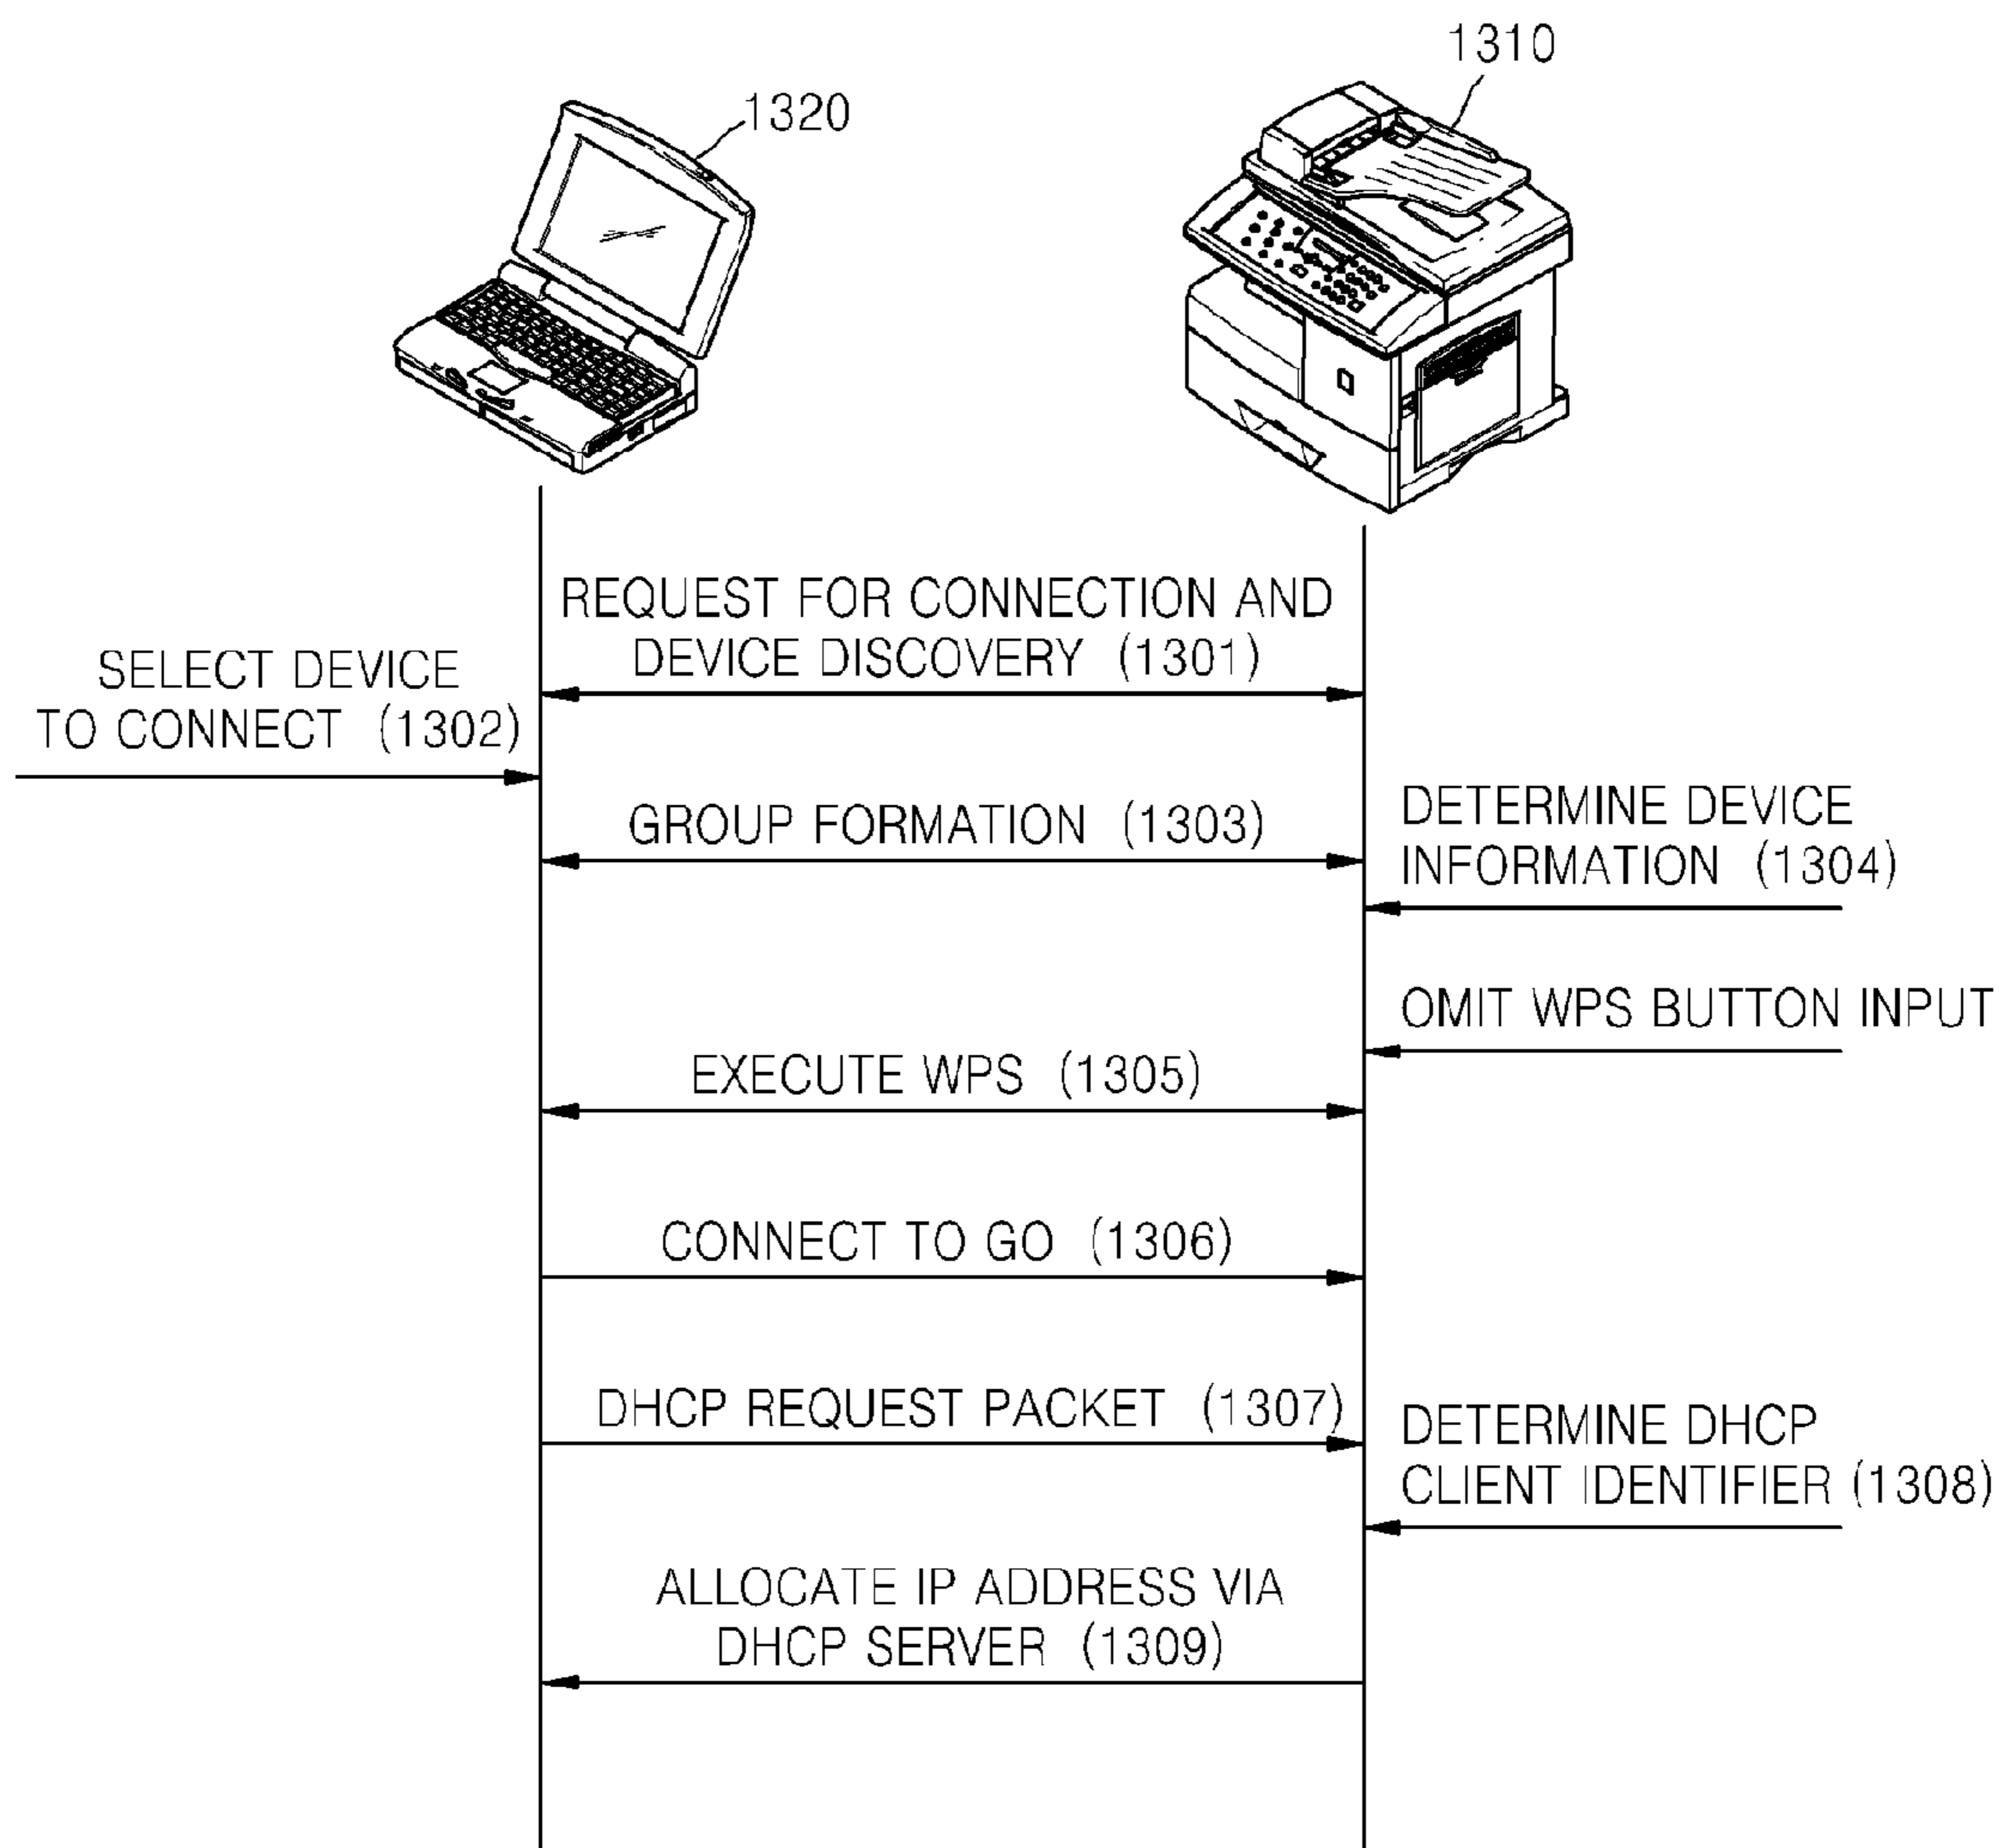 1310
1320
REQUEST FOR CONNECTION AND
DEVICE DISCOVERY (1301)
SELECT DEVICE
TO CONNECT (1302)
GROUP FORMATION (1303)
DETERMINE DEVICE
INFORMATION (1304)
OMIT WPS BUTTON INPUT
EXECUTE WPS (1305)
CONNECT TO GO (1306)
DHCP REQUEST PACKET (1307)
DETERMINE DHCP
CLIENT IDENTIFIER (1308)
ALLOCATE IP ADDRESS VIA
DHCP SERVER (1309)